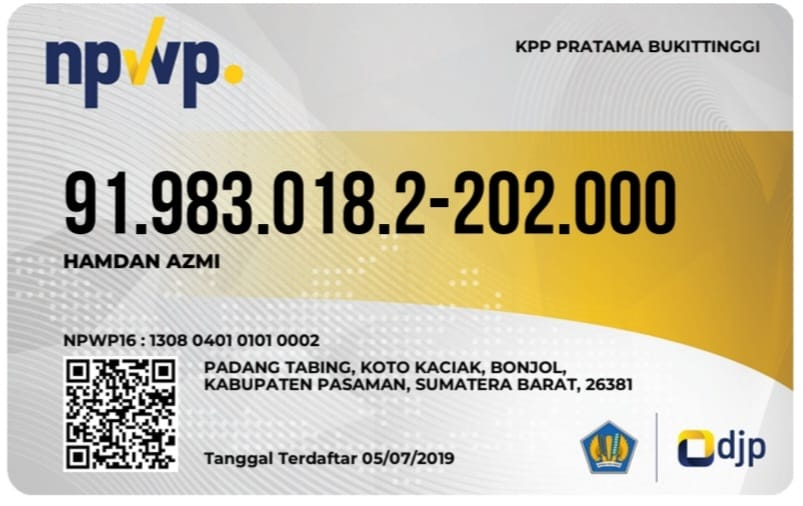 npwp.
KPP PRATAMA BUKITTINGGI
91.983.018.2-202.000
HAMDAN AZMI
NPWP16 : 1308 0401 0101 0002
PADANG TABING, KOTO KACIAK, BONJOL,
KABUPATEN PASAMAN, SUMATERA BARAT, 26381
Tanggal Terdaftar 05/07/2019
djp